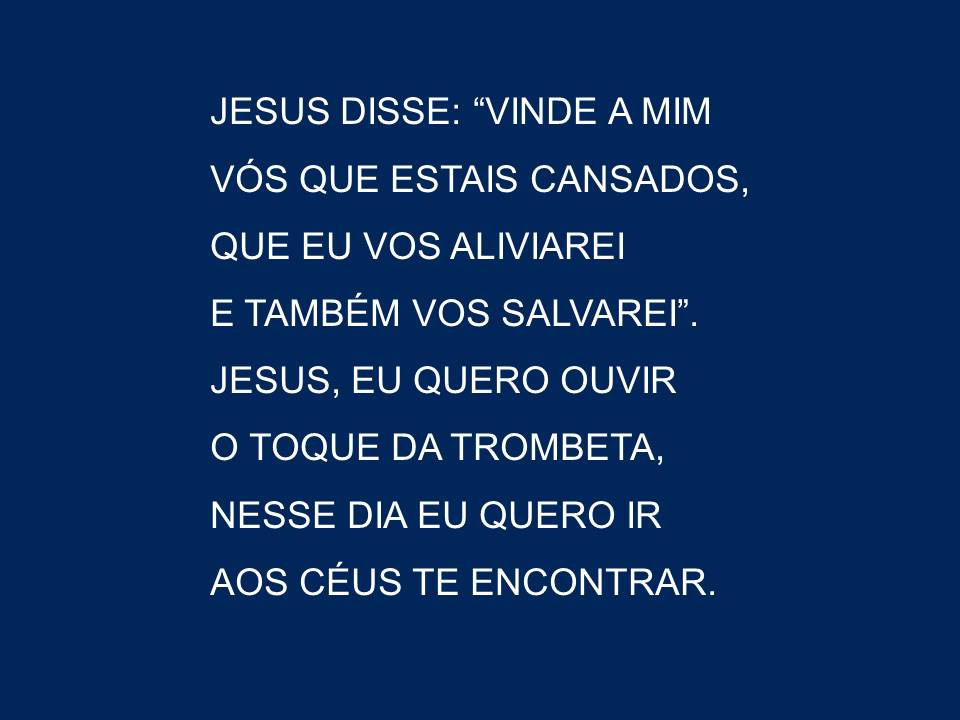 JESUS DISSE: “VINDE A MIM
VÓS QUE ESTAIS CANSADOS,
QUE EU VOS ALIVIAREI
E TAMBÉM VOS SALVAREI”.
JESUS, EU QUERO OUVIR
O TOQUE DA TROMBETA,
NESSE DIA EU QUERO IR
AOS CÉUS TE ENCONTRAR.